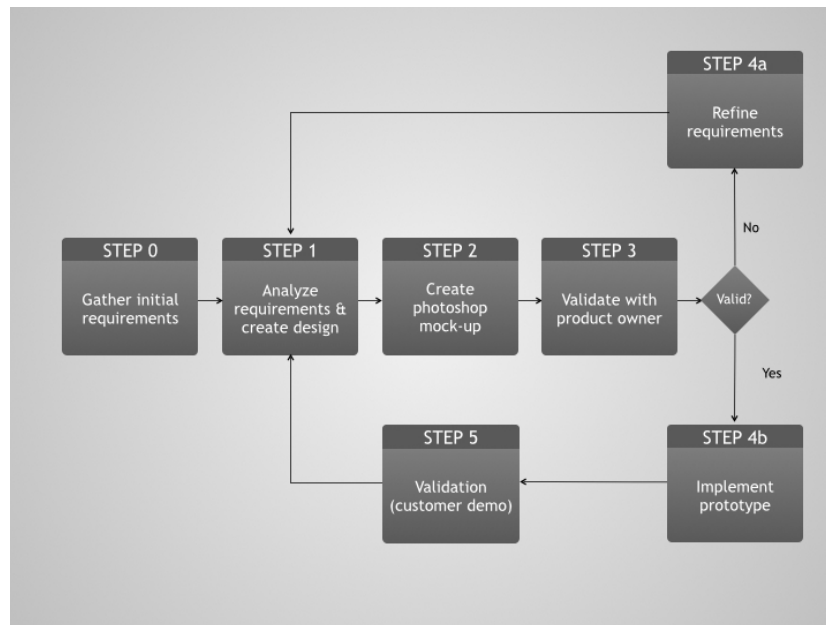 STEP 4a
Refine
requirements
No
STEP 0
Gather initial
requirements
STEP 1
Analyze
requirements &
create design
STEP 2
Create
photoshop
mock-up
STEP 3
Validate with
product owner
Valid?
Yes
STEP 5
Validation
(customer demo)
STEP 4b
Implement
prototype